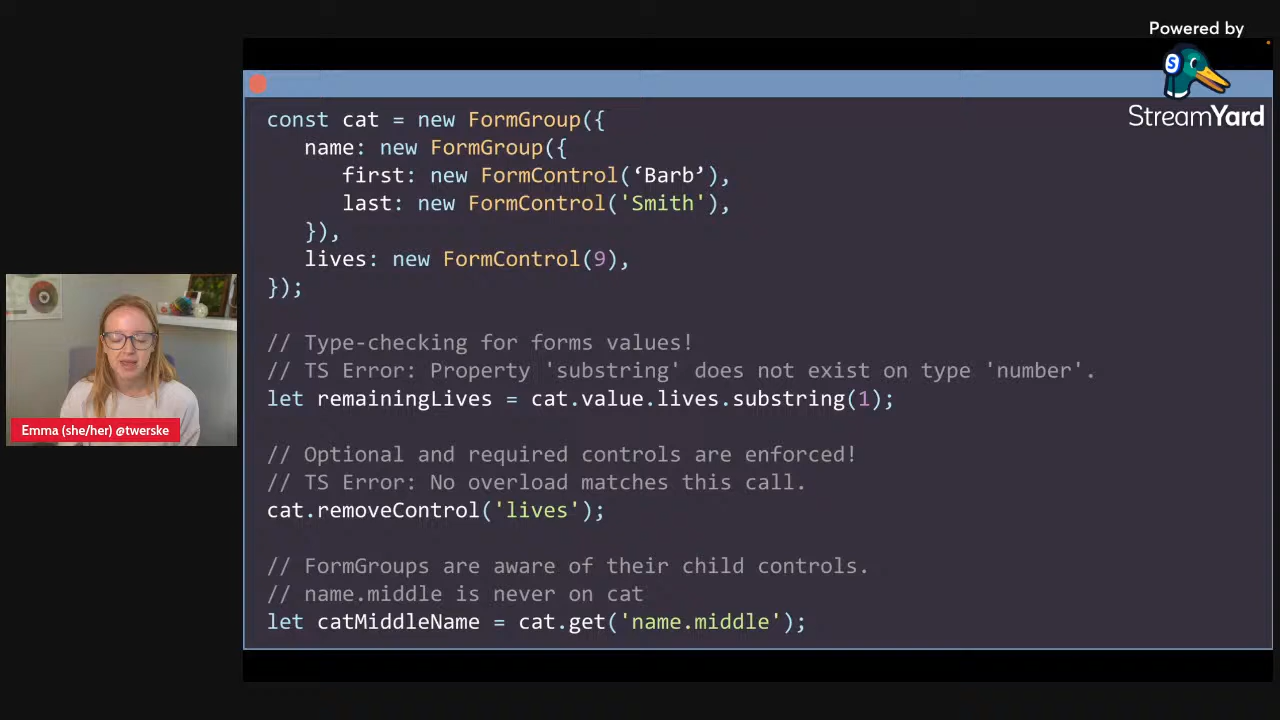 Powered by
StreamYard
const cat = new FormGroup({
name: new FormGroup({
first: new FormControl(‘Barb’),
last: new FormControl('Smith'),
}),
lives: new FormControl(9),
});
// Type-checking for forms values!
// TS Error: Property 'substring' does not exist on type 'number'.
let remainingLives = cat.value.lives.substring(1);
// Optional and required controls are enforced!
// TS Error: No overload matches this call.
cat.removeControl('lives');
// FormGroups are aware of their child controls.
// name.middle is never on cat
let catMiddleName = cat.get('name.middle');
Emma (she/her) @twerske